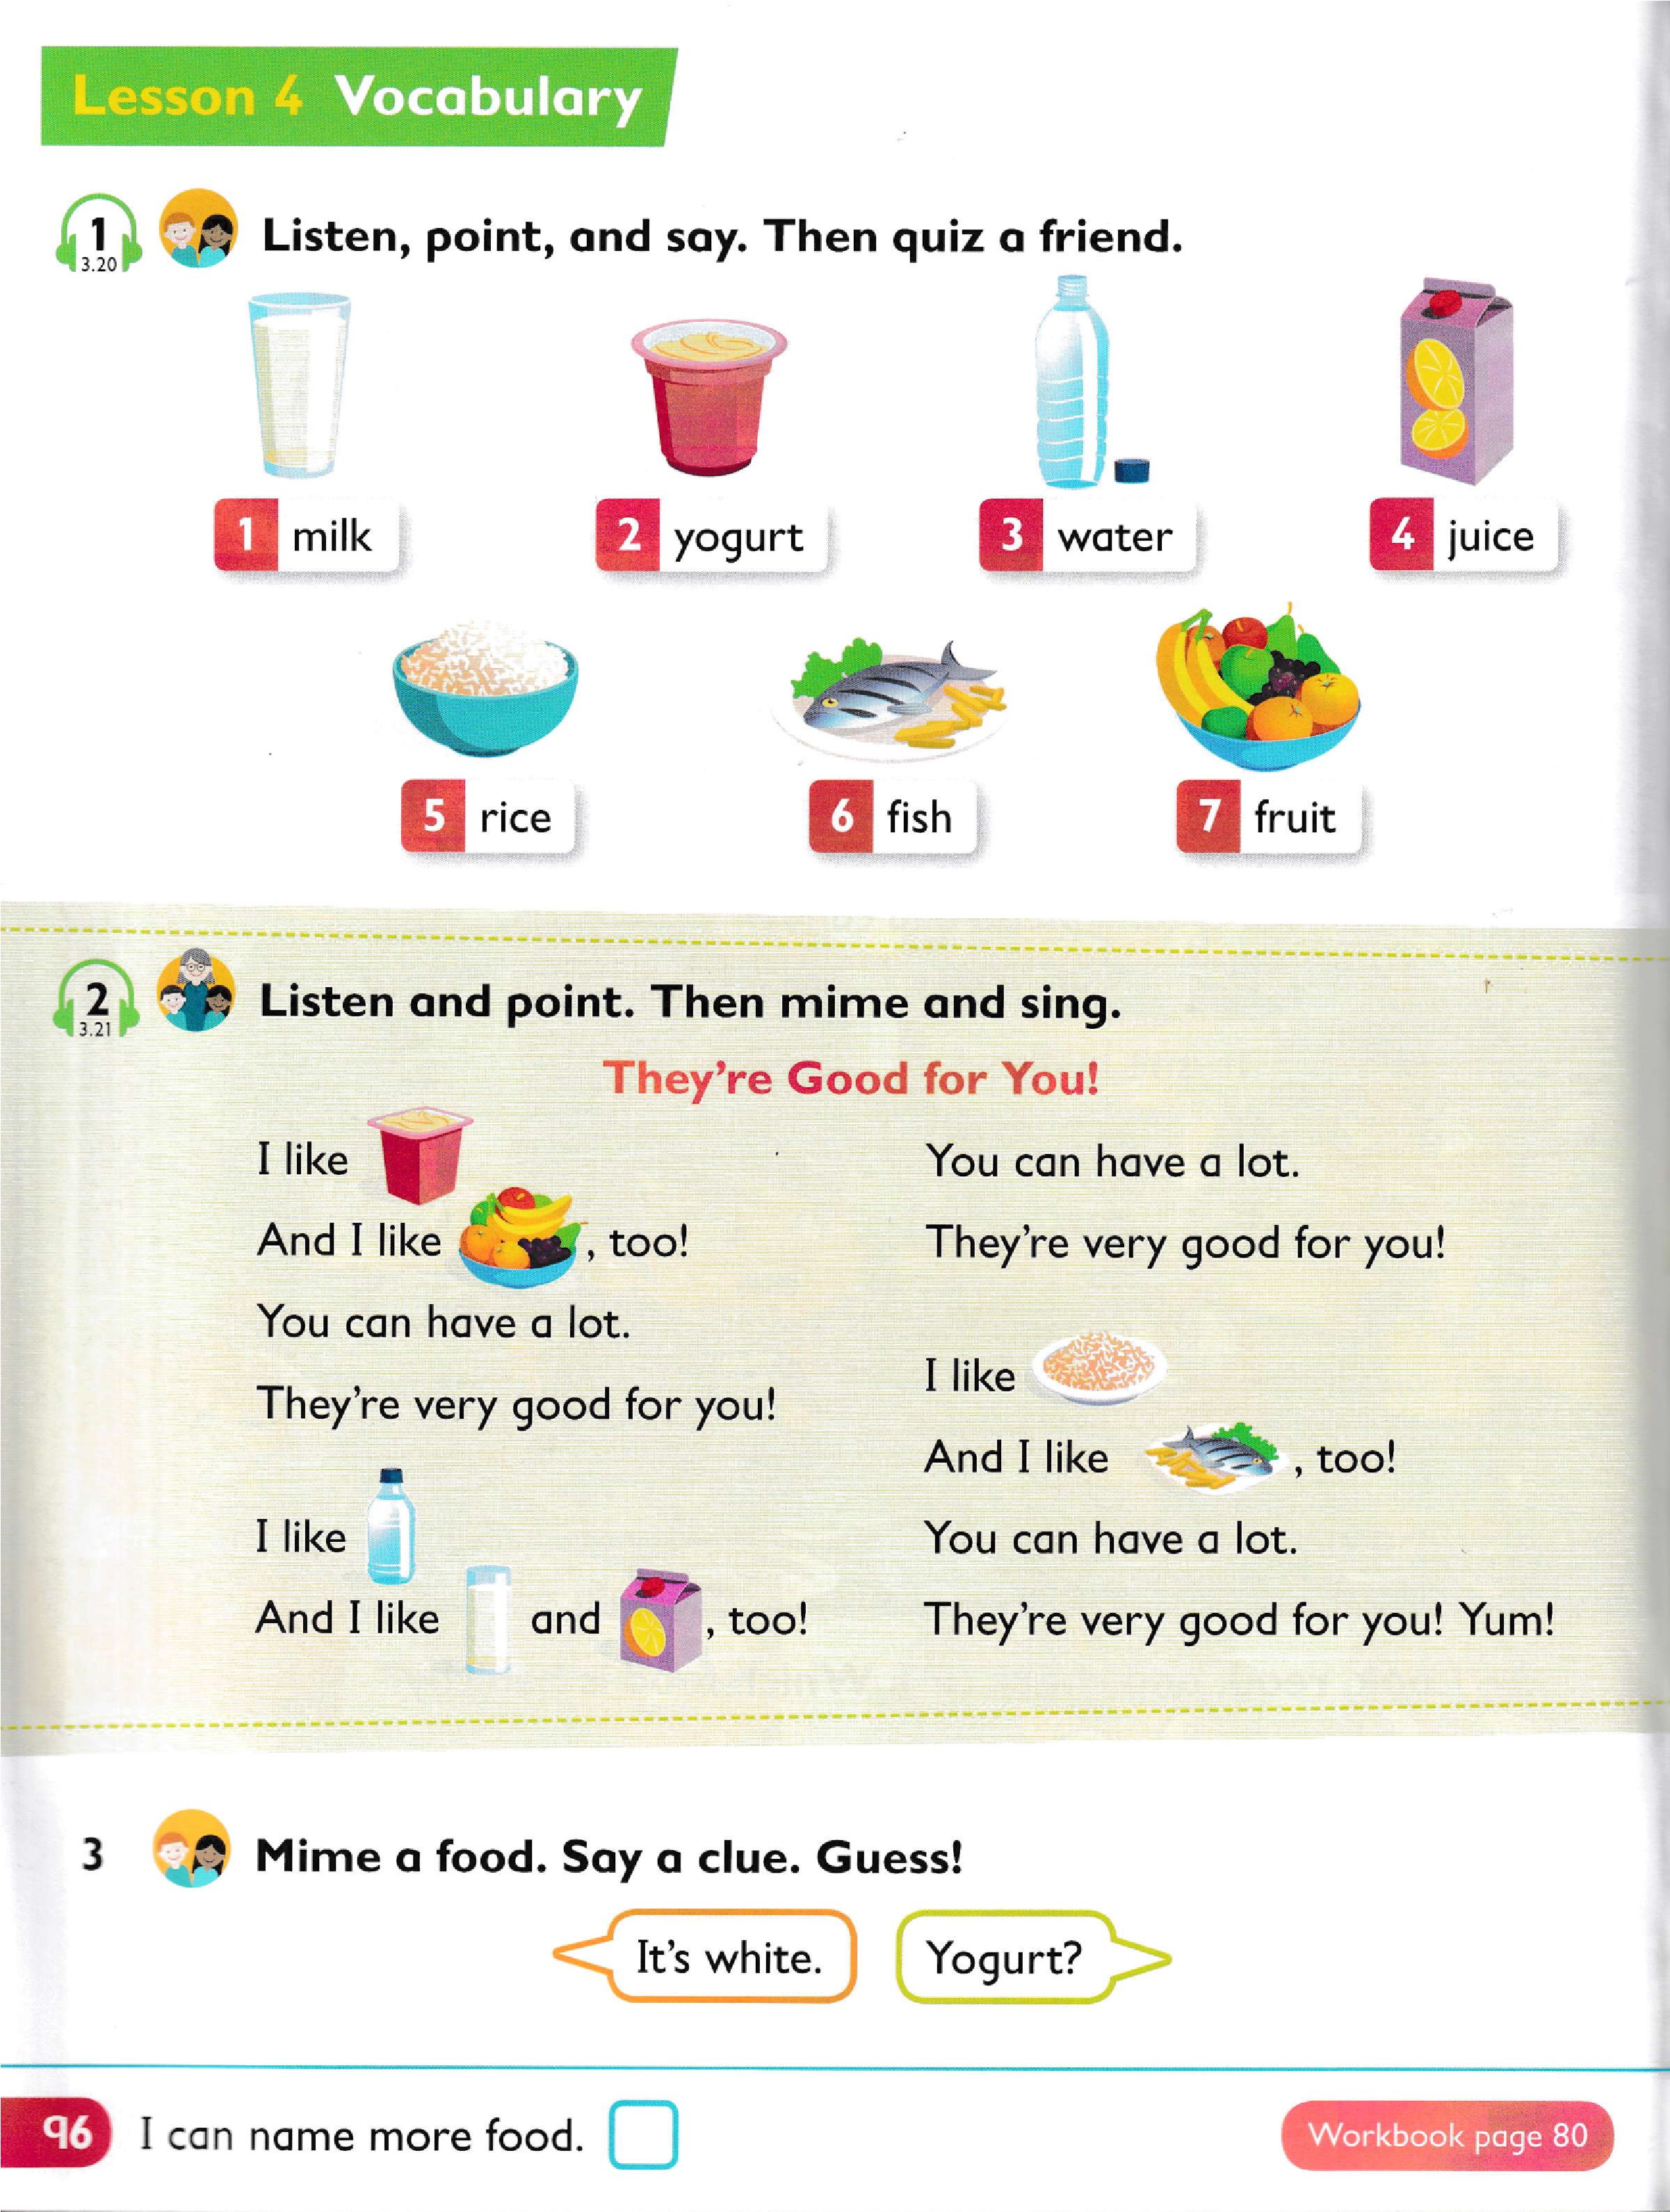 Lesson 4 Vocabulary
1
3.20
Listen, point, and say. Then quiz a friend.
1 milk
2 yogurt
3 water
4 juice
5 rice
6 fish
7 fruit
2
3.21
Listen and point. Then mime and sing.
They're Good for You!
I like
And I like , too!
You can have a lot.
They're very good for you!
I like
And I like and , too!
You can have a lot.
They're very good for you!
I like
And I like , too!
You can have a lot.
They're very good for you! Yum!
3 Mime a food. Say a clue. Guess!
It's white.
Yogurt?
96 I can name more food.
Workbook page 80